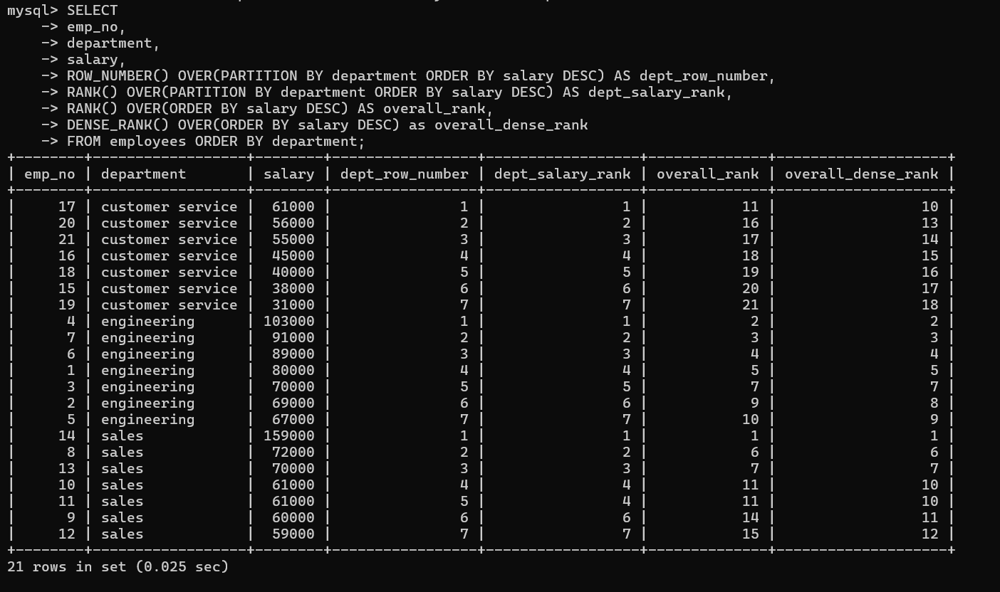 mysql> SELECT
    -> emp_no,
    -> department,
    -> salary,
    -> ROW_NUMBER() OVER(PARTITION BY department ORDER BY salary DESC) AS dept_row_number,
    -> RANK() OVER(PARTITION BY department ORDER BY salary DESC) AS dept_salary_rank,
    -> RANK() OVER(ORDER BY salary DESC) AS overall_rank,
    -> DENSE_RANK() OVER(ORDER BY salary DESC) as overall_dense_rank
    -> FROM employees ORDER BY department;
+--------+------------------+--------+-----------------+------------------+--------------+--------------------+
| emp_no | department       | salary | dept_row_number | dept_salary_rank | overall_rank | overall_dense_rank |
+--------+------------------+--------+-----------------+------------------+--------------+--------------------+
|     17 | customer service |  61000 |               1 |                1 |           11 |                 10 |
|     20 | customer service |  56000 |               2 |                2 |           16 |                 13 |
|     21 | customer service |  55000 |               3 |                3 |           17 |                 14 |
|     16 | customer service |  45000 |               4 |                4 |           18 |                 15 |
|     18 | customer service |  40000 |               5 |                5 |           19 |                 16 |
|     15 | customer service |  38000 |               6 |                6 |           20 |                 17 |
|     19 | customer service |  31000 |               7 |                7 |           21 |                 18 |
|      4 | engineering      | 103000 |               1 |                1 |            2 |                  2 |
|      7 | engineering      |  91000 |               2 |                2 |            3 |                  3 |
|      6 | engineering      |  89000 |               3 |                3 |            4 |                  4 |
|      1 | engineering      |  80000 |               4 |                4 |            5 |                  5 |
|      3 | engineering      |  70000 |               5 |                5 |            7 |                  7 |
|      2 | engineering      |  69000 |               6 |                6 |            9 |                  8 |
|      5 | engineering      |  67000 |               7 |                7 |           10 |                  9 |
|     14 | sales            | 159000 |               1 |                1 |            1 |                  1 |
|      8 | sales            |  72000 |               2 |                2 |            6 |                  6 |
|     13 | sales            |  70000 |               3 |                3 |            7 |                  7 |
|     10 | sales            |  61000 |               4 |                4 |           11 |                 10 |
|     11 | sales            |  61000 |               5 |                4 |           11 |                 10 |
|      9 | sales            |  60000 |               6 |                6 |           14 |                 11 |
|     12 | sales            |  59000 |               7 |                7 |           15 |                 12 |
+--------+------------------+--------+-----------------+------------------+--------------+--------------------+
21 rows in set (0.025 sec)